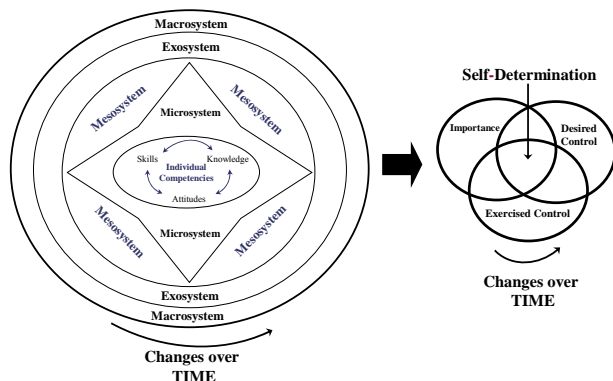 Macrosystem
Exosystem
Mesosystem
Mesosystem
Microsystem
Skills
Knowledge
Individual
Competencies
Attitudes
Microsystem
Mesosystem
Mesosystem
Exosystem
Macrosystem
Changes over
TIME
Self-Determination
Importance
Desired
Control
Exercised Control
Changes over
TIME